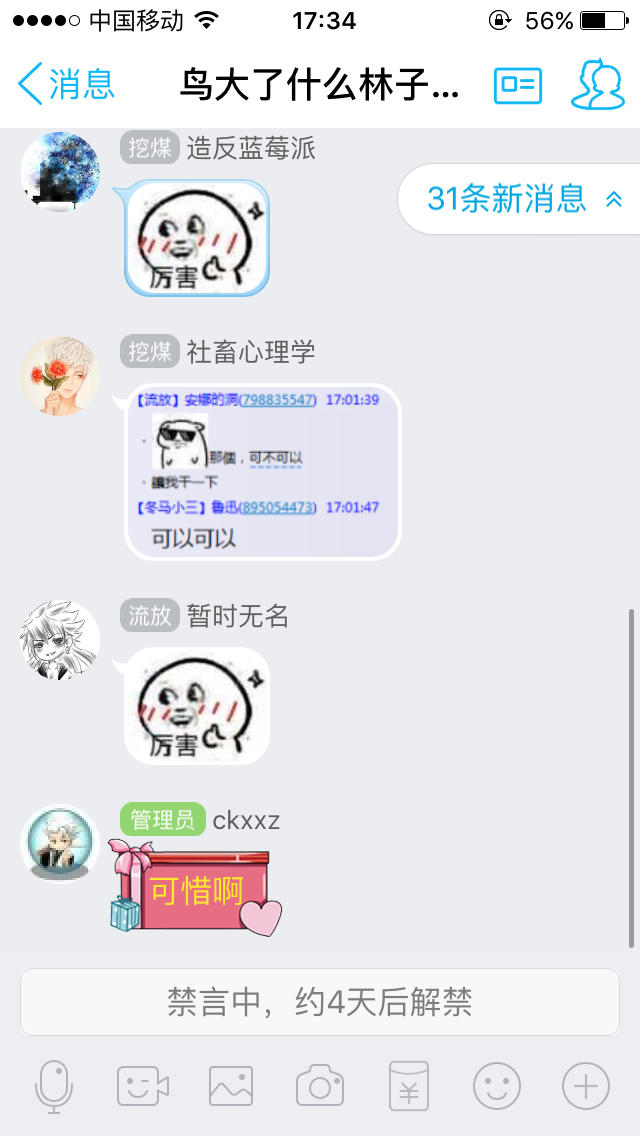 中国移动 17:34 56%
消息 鸟大了什么林子...
挖煤 造反蓝莓派
31条新消息
厉害
挖煤 社畜心理学
【流放】安娜的洞(798835547) 17:01:39
那個，可不可以
讓我干一下
【冬马小三】鲁迅(895054473) 17:01:47
可以可以
流放 暂时无名
厉害
管理员 ckxxz
可惜啊
禁言中，约4天后解禁
¥